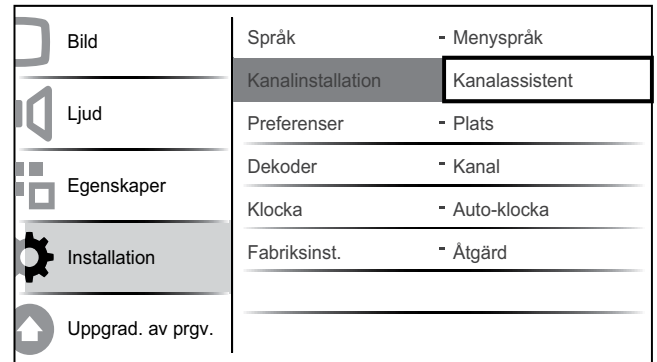 Bild
Ljud
Egenskaper
Installation
Uppgrad. av prgv.
Språk - Menyspråk
Kanalinstallation Kanalassistent
Preferenser - Plats
Dekoder - Kanal
Klocka - Auto-klocka
Fabriksinst. - Åtgärd